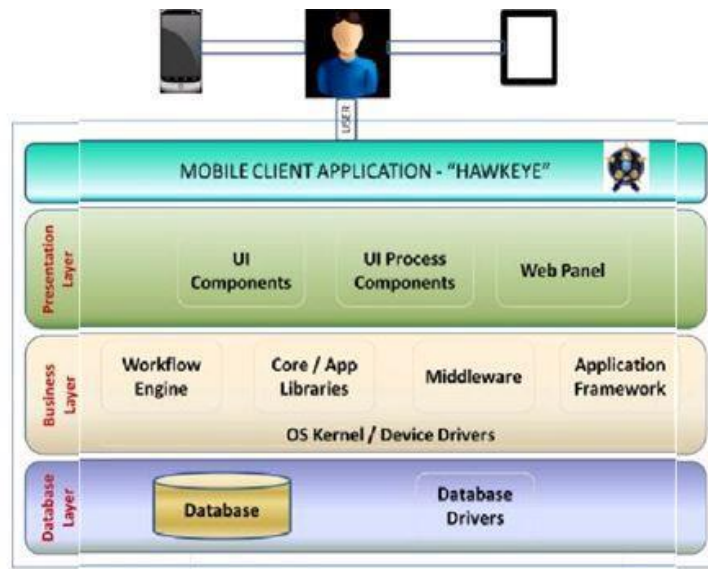 USER
MOBILE CLIENT APPLICATION - "HAWKEYE"
Presentation
Layer
UI
Components
UI Process
Components
Web Panel
Business
Layer
Workflow
Engine
Core / App
Libraries
Middleware
Application
Framework
OS Kernel / Device Drivers
Database
Layer
Database
Database
Drivers